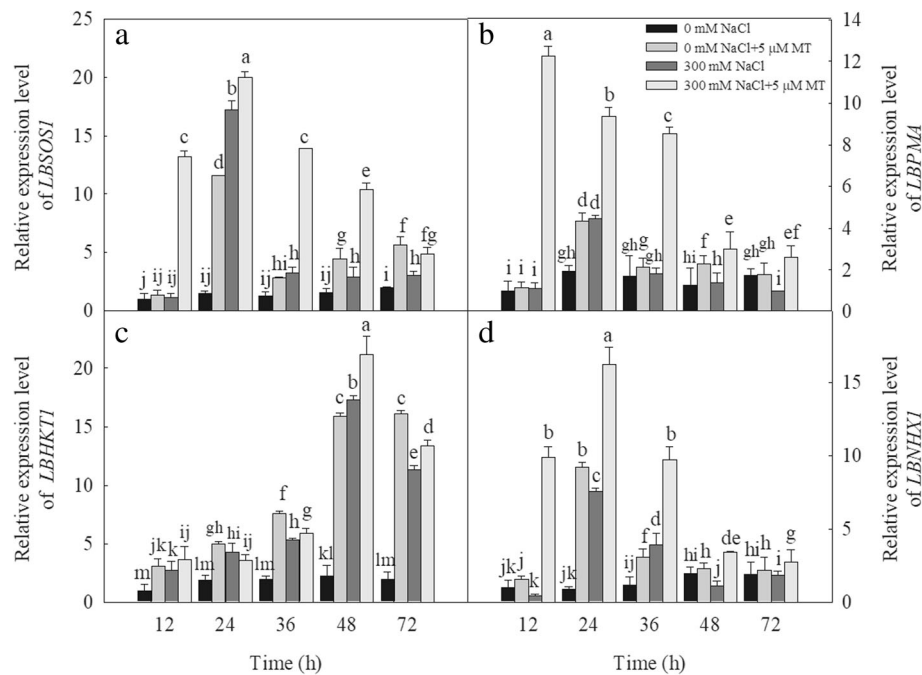 a
b
0 mM NaCl
0 mM NaCl+5 μM MT
300 mM NaCl
300 mM NaCl+5 μM MT
25
20
15
10
5
0
Relative expression level
of LBSOS1
j ij ij c
ij d b a
ij hi h c
ij g h e
i f h fg
14
12
10
8
6
4
2
0
Relative expression level
of LBPMA
i i i a
gh d d b
gh g gh c
hi f h e
gh gh i ef
c
20
15
10
5
0
Relative expression level
of LBHKT1
m jk k ij
lm gh hi ij
lm f h g
kl c b a
lm c e d
d
15
10
5
0
Relative expression level
of LBNHX1
jk j k b
jk b c a
ij f d b
hi h j de
hi h i g
12 24 36 48 72
12 24 36 48 72
Time (h)
Time (h)